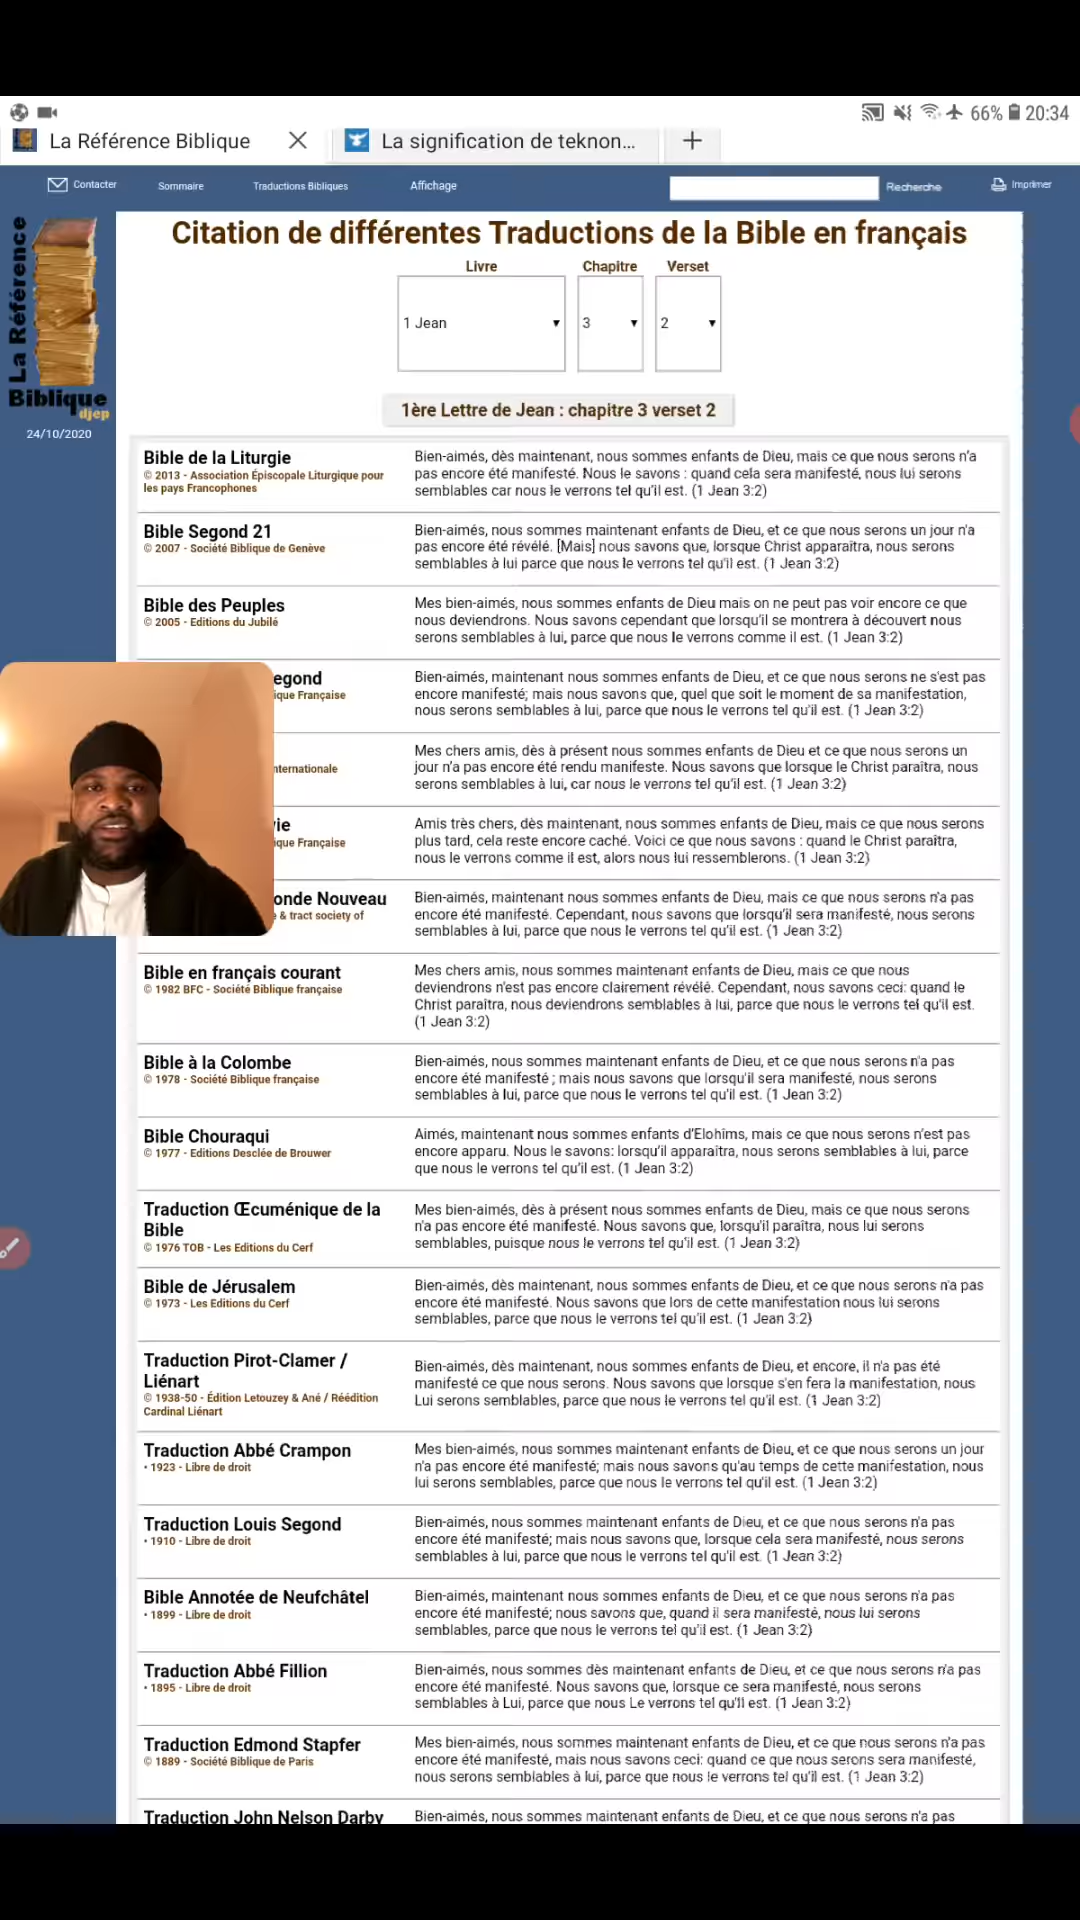 66% 20:34
La Référence Biblique
La signification de teknon...
Contacter Sommaire Traductions Bibliques Affichage Recherche Imprimer
La Référence
Biblique
djep
24/10/2020
Citation de différentes Traductions de la Bible en français
Livre Chapitre Verset
1 Jean 3 2
1ère Lettre de Jean : chapitre 3 verset 2
Bible de la Liturgie
© 2013 - Association Épiscopale Liturgique pour
les pays Francophones
Bien-aimés, dès maintenant, nous sommes enfants de Dieu, mais ce que nous serons n'a
pas encore été manifesté. Nous le savons : quand cela sera manifesté, nous lui serons
semblables car nous le verrons tel qu'il est. (1 Jean 3:2)
Bible Segond 21
© 2007 - Société Biblique de Genève
Bien-aimés, nous sommes maintenant enfants de Dieu, et ce que nous serons un jour n'a
pas encore été révélé. [Mais] nous savons que, lorsque Christ apparaîtra, nous serons
semblables à lui parce que nous le verrons tel qu'il est. (1 Jean 3:2)
Bible des Peuples
© 2005 - Editions du Jubilé
Mes bien-aimés, nous sommes enfants de Dieu mais on ne peut pas voir encore ce que
nous deviendrons. Nous savons cependant que lorsqu'il se montrera à découvert nous
serons semblables à lui, parce que nous le verrons comme il est. (1 Jean 3:2)
egond
ique Française
Bien-aimés, maintenant nous sommes enfants de Dieu, et ce que nous serons ne s'est pas
encore manifesté; mais nous savons que, quel que soit le moment de sa manifestation,
nous serons semblables à lui, parce que nous le verrons tel qu'il est. (1 Jean 3:2)
nternationale
Mes chers amis, dès à présent nous sommes enfants de Dieu et ce que nous serons un
jour n'a pas encore été rendu manifeste. Nous savons que lorsque le Christ paraîtra, nous
serons semblables à lui, car nous le verrons tel qu'il est. (1 Jean 3:2)
vie
ique Française
Amis très chers, dès maintenant, nous sommes enfants de Dieu, mais ce que nous serons
plus tard, cela reste encore caché. Voici ce que nous savons : quand le Christ paraîtra,
nous le verrons comme il est, alors nous lui ressemblerons. (1 Jean 3:2)
onde Nouveau
e & tract society of
Bien-aimés, maintenant nous sommes enfants de Dieu, mais ce que nous serons n'a pas
encore été manifesté. Cependant, nous savons que lorsqu'il sera manifesté, nous serons
semblables à lui, parce que nous le verrons tel qu'il est. (1 Jean 3:2)
Bible en français courant
© 1982 BFC - Société Biblique française
Mes chers amis, nous sommes maintenant enfants de Dieu, mais ce que nous
deviendrons n'est pas encore clairement révélé. Cependant, nous savons ceci: quand le
Christ paraîtra, nous deviendrons semblables à lui, parce que nous le verrons tel qu'il est.
(1 Jean 3:2)
Bible à la Colombe
© 1978 - Société Biblique française
Bien-aimés, nous sommes maintenant enfants de Dieu, et ce que nous serons n'a pas
encore été manifesté ; mais nous savons que lorsqu'il sera manifesté, nous serons
semblables à lui, parce que nous le verrons tel qu'il est. (1 Jean 3:2)
Bible Chouraqui
© 1977 - Editions Desclée de Brouwer
Aimés, maintenant nous sommes enfants d'Elohîms, mais ce que nous serons n'est pas
encore apparu. Nous le savons: lorsqu'il apparaîtra, nous serons semblables à lui, parce
que nous le verrons tel qu'il est. (1 Jean 3:2)
Traduction Œcuménique de la
Bible
© 1976 TOB - Les Editions du Cerf
Mes bien-aimés, dès à présent nous sommes enfants de Dieu, mais ce que nous serons
n'a pas encore été manifesté. Nous savons que, lorsqu'il paraîtra, nous lui serons
semblables, puisque nous le verrons tel qu'il est. (1 Jean 3:2)
Bible de Jérusalem
© 1973 - Les Editions du Cerf
Bien-aimés, dès maintenant, nous sommes enfants de Dieu, et ce que nous serons n'a pas
encore été manifesté. Nous savons que lors de cette manifestation nous lui serons
semblables, parce que nous le verrons tel qu'il est. (1 Jean 3:2)
Traduction Pirot-Clamer /
Liénart
© 1938-50 - Édition Letouzey & Ané / Réédition
Cardinal Liénart
Bien-aimés, dès maintenant, nous sommes enfants de Dieu, et encore, il n'a pas été
manifesté ce que nous serons. Nous savons que lorsque s'en fera la manifestation, nous
Lui serons semblables, parce que nous le verrons tel qu'il est. (1 Jean 3:2)
Traduction Abbé Crampon
• 1923 - Libre de droit
Mes bien-aimés, nous sommes maintenant enfants de Dieu, et ce que nous serons un jour
n'a pas encore été manifesté; mais nous savons qu'au temps de cette manifestation, nous
lui serons semblables, parce que nous le verrons tel qu'il est. (1 Jean 3:2)
Traduction Louis Segond
• 1910 - Libre de droit
Bien-aimés, nous sommes maintenant enfants de Dieu, et ce que nous serons n'a pas
encore été manifesté; mais nous savons que, lorsque cela sera manifesté, nous serons
semblables à lui, parce que nous le verrons tel qu'il est. (1 Jean 3:2)
Bible Annotée de Neufchâtel
• 1899 - Libre de droit
Bien-aimés, maintenant nous sommes enfants de Dieu, et ce que nous serons n'a pas
encore été manifesté; nous savons que, quand il sera manifesté, nous lui serons
semblables, parce que nous le verrons tel qu'il est. (1 Jean 3:2)
Traduction Abbé Fillion
• 1895 - Libre de droit
Bien-aimés, nous sommes dès maintenant enfants de Dieu, et ce que nous serons n'a pas
encore été manifesté. Nous savons que, lorsque ce sera manifesté, nous serons
semblables à Lui, parce que nous Le verrons tel qu'Il est. (1 Jean 3:2)
Traduction Edmond Stapfer
© 1889 - Société Biblique de Paris
Mes bien-aimés, nous sommes maintenant enfants de Dieu, et ce que nous serons n'a pas
encore été manifesté, mais nous savons ceci: quand ce que nous serons sera manifesté,
nous serons semblables à lui, parce que nous le verrons tel qu'il est. (1 Jean 3:2)
Traduction John Nelson Darby
Bien-aimés, nous sommes maintenant enfants de Dieu, et ce que nous serons n'a pas